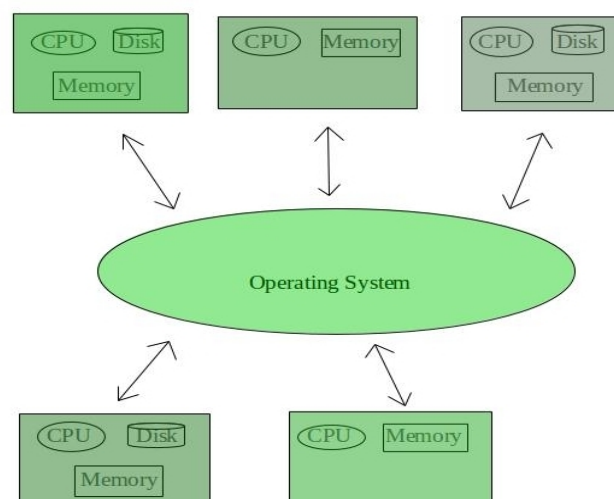 CPU Disk
Memory
CPU Memory
CPU Disk
Memory
Operating System
CPU Disk
Memory
CPU Memory